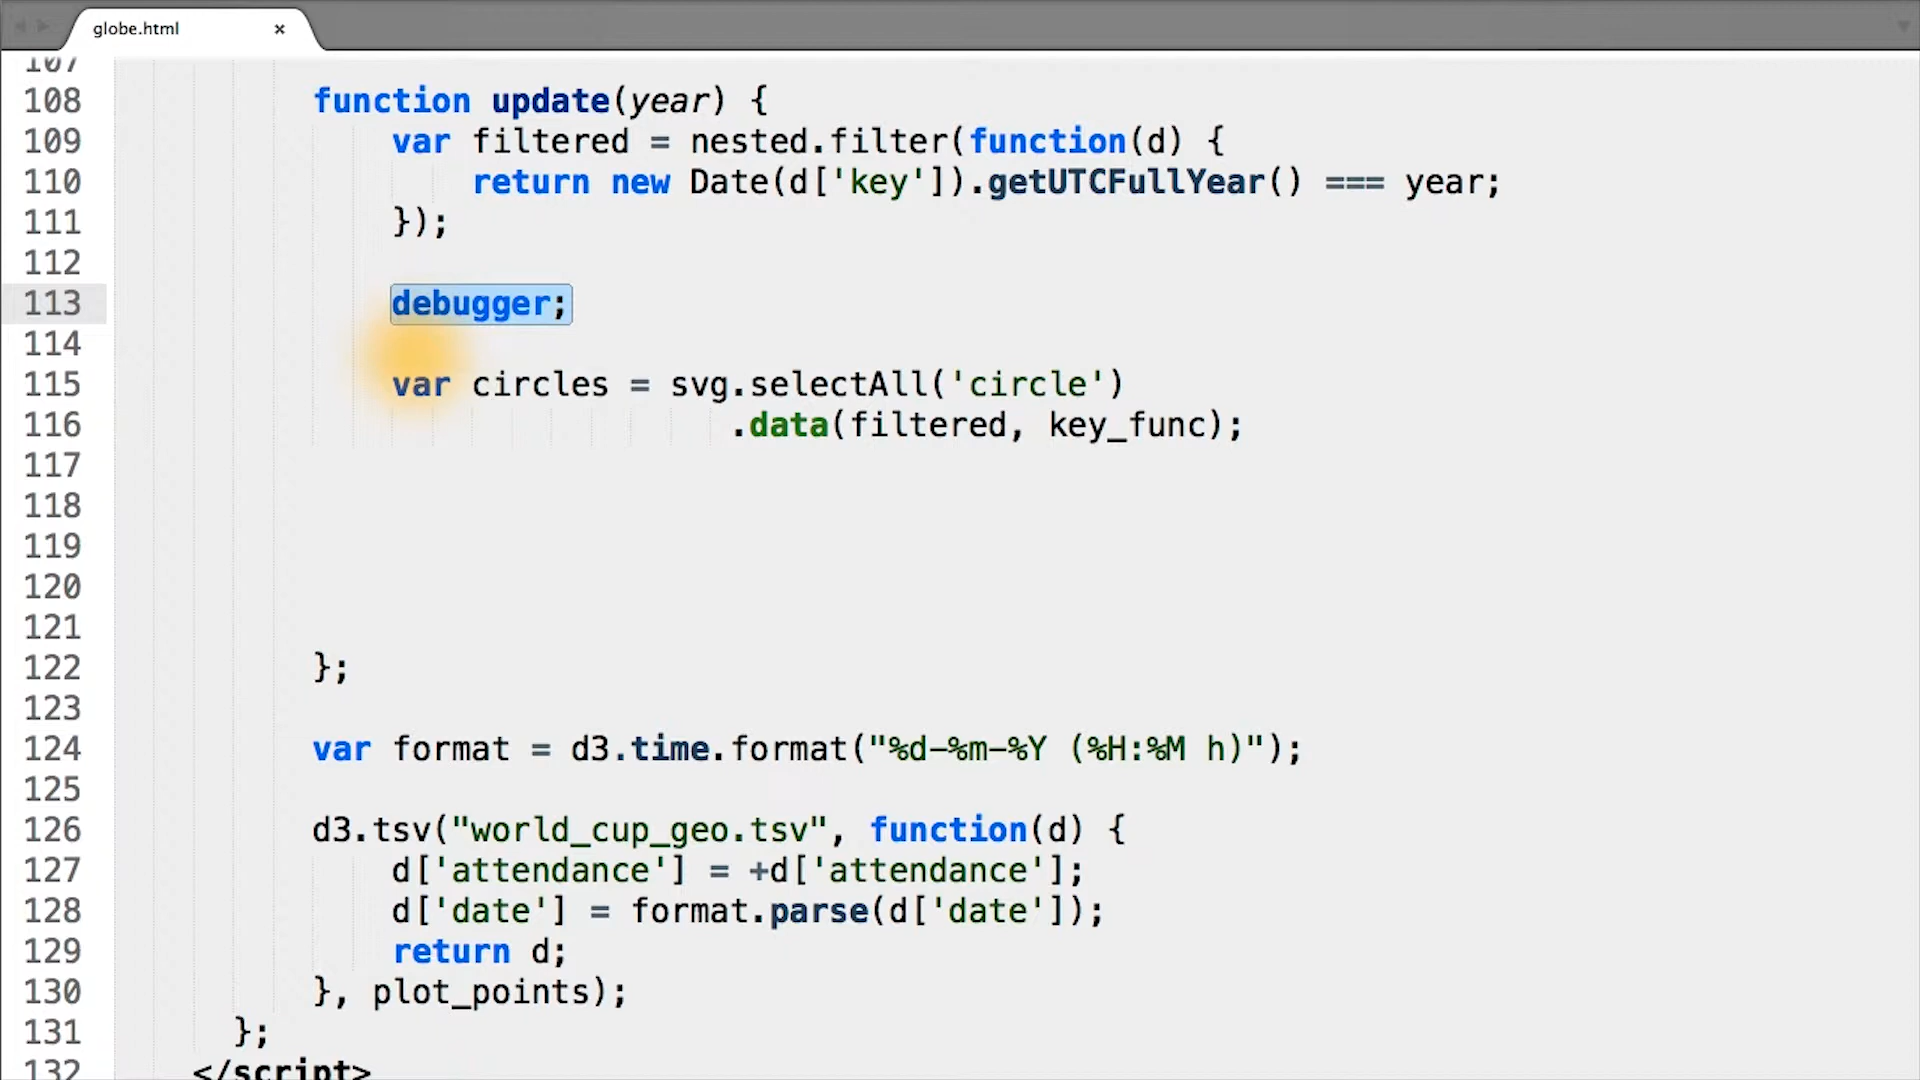 globe.html ×
107
108 function update(year) {
109 var filtered = nested.filter(function(d) {
110 return new Date(d['key']).getUTCFullYear() === year;
111 });
112
113 debugger;
114
115 var circles = svg.selectAll('circle')
116 .data(filtered, key_func);
117
118
119
120
121
122 };
123
124 var format = d3.time.format("%d-%m-%Y (%H:%M h)");
125
126 d3.tsv("world_cup_geo.tsv", function(d) {
127 d['attendance'] = +d['attendance'];
128 d['date'] = format.parse(d['date']);
129 return d;
130 }, plot_points);
131 };
132 </script>